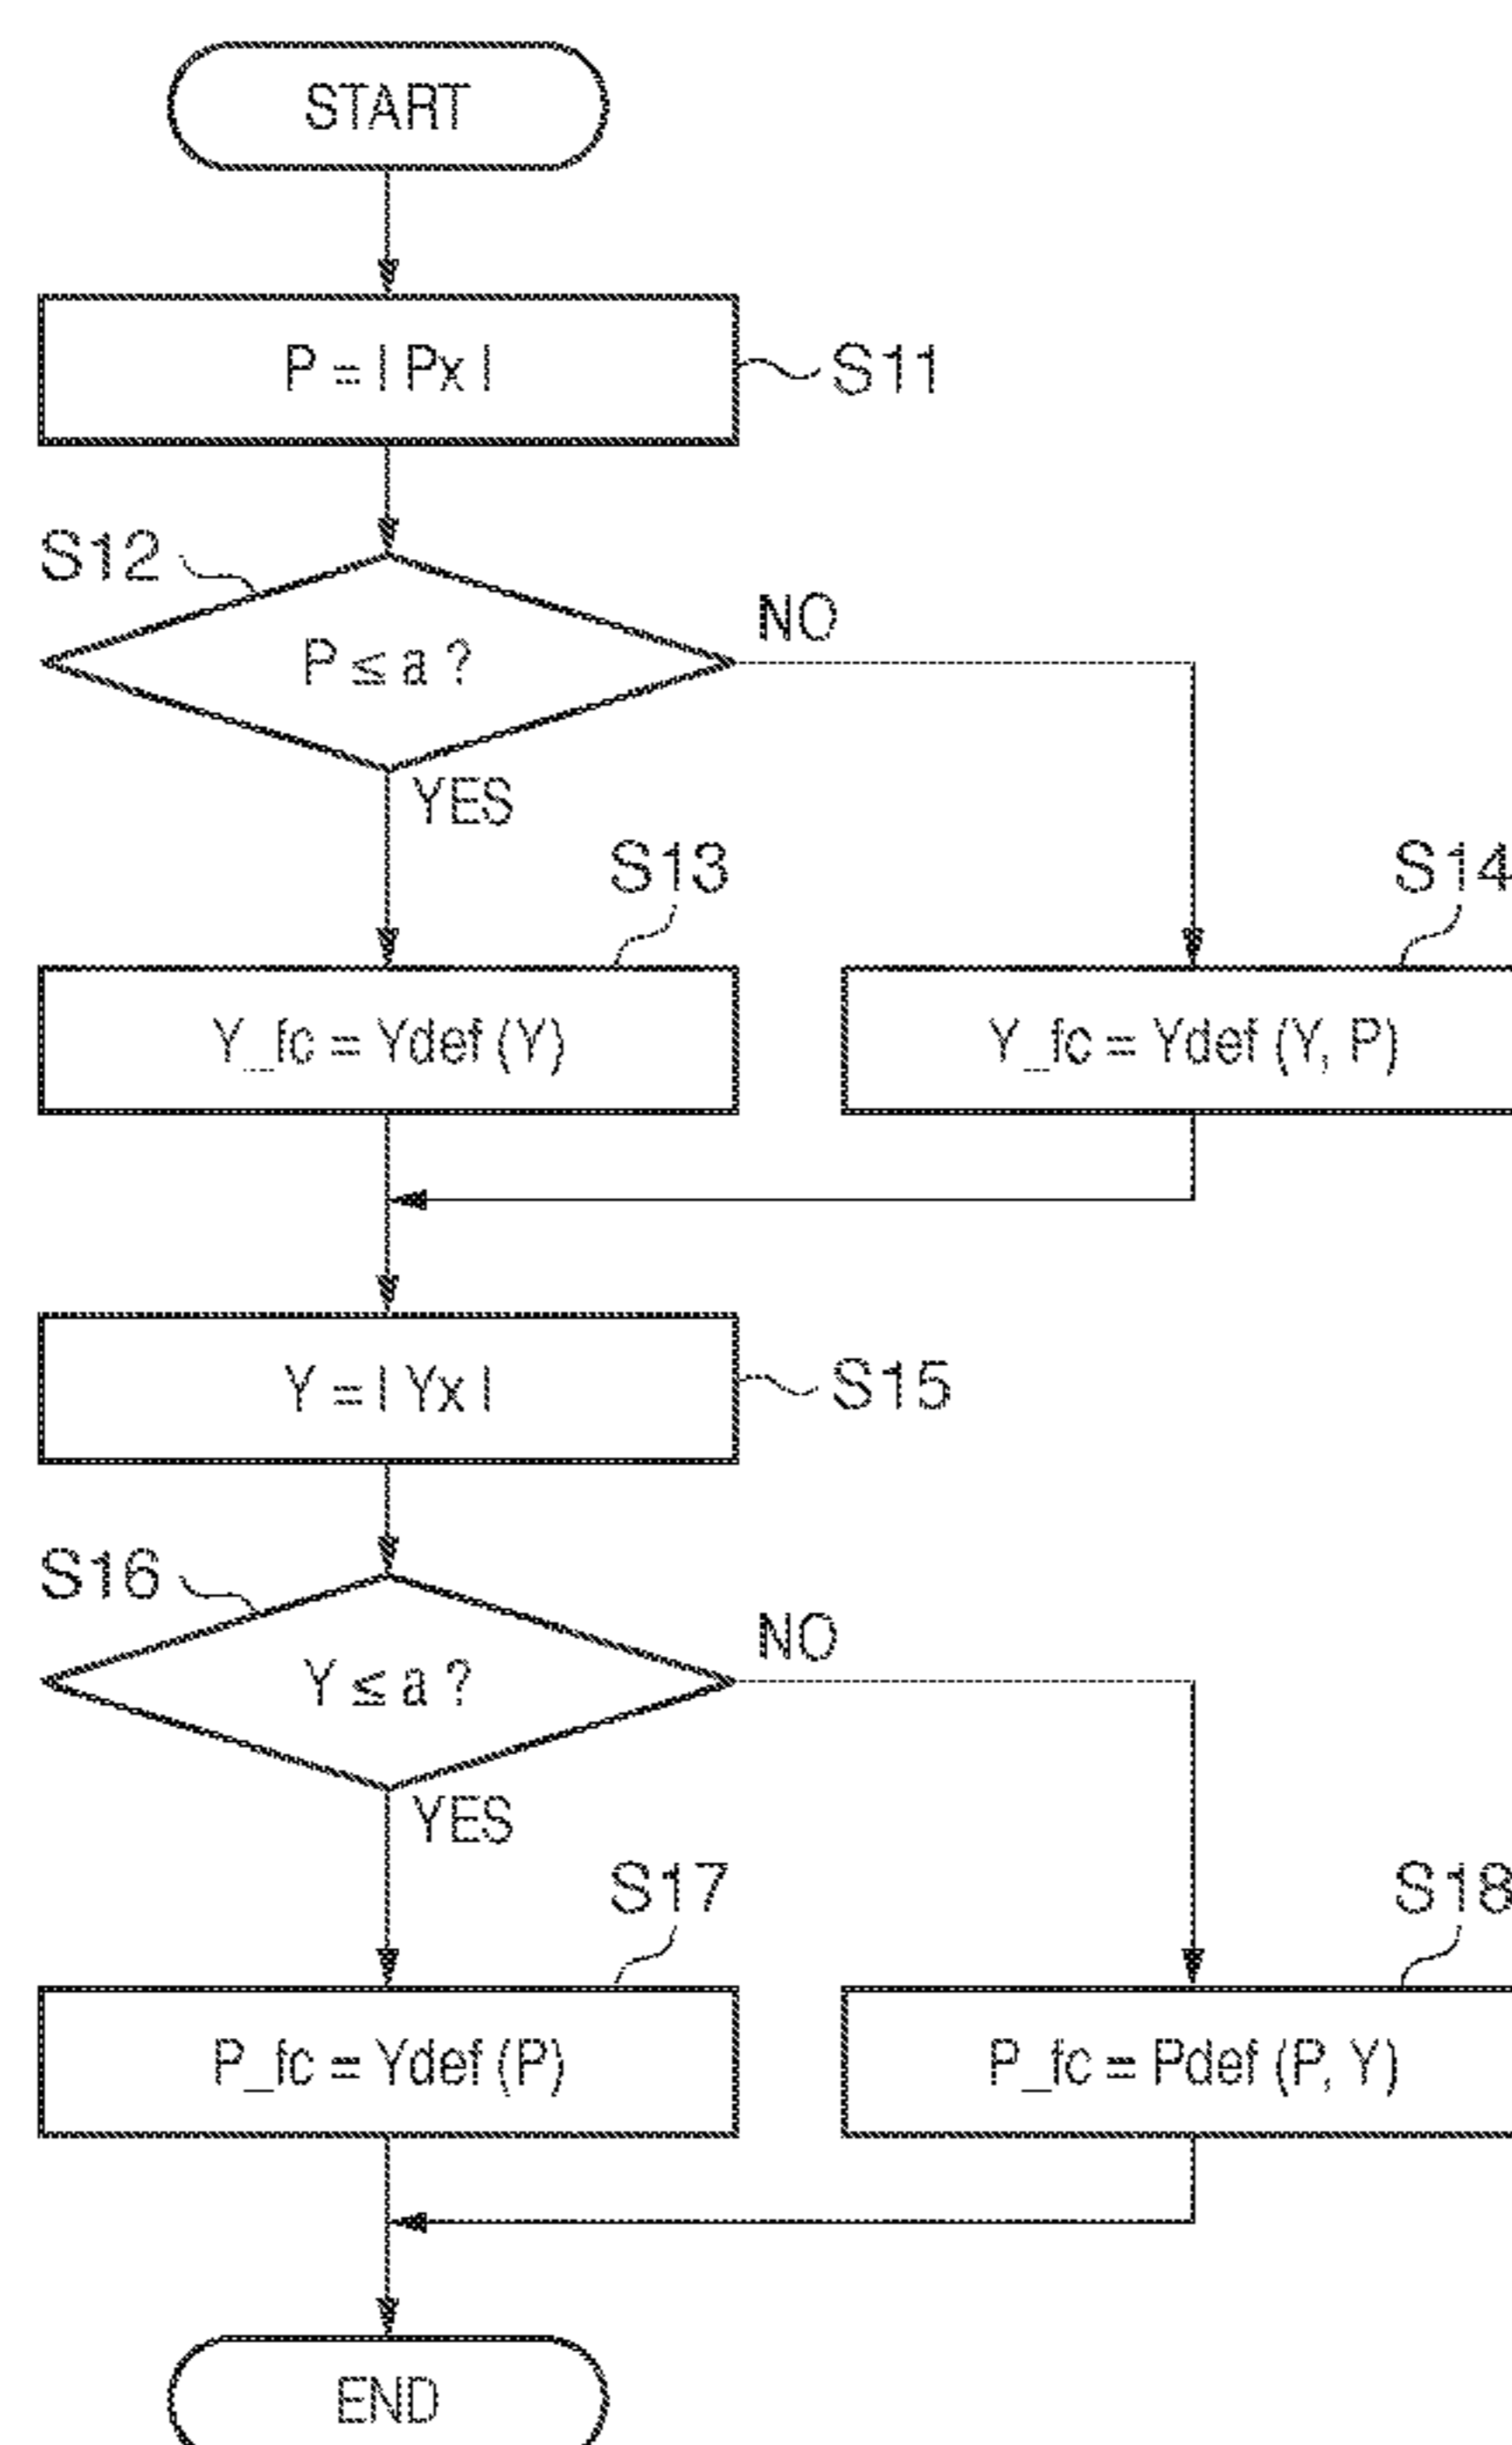 START
P = | Px |
S11
S12
P ≤ a ?
NO
YES
S13
S14
Y_fc = Ydef (Y)
Y_fc = Ydef (Y, P)
Y = | Yx |
S15
S16
Y ≤ a ?
NO
YES
S17
S18
P_fc = Ydef (P)
P_fc = Pdef (P, Y)
END